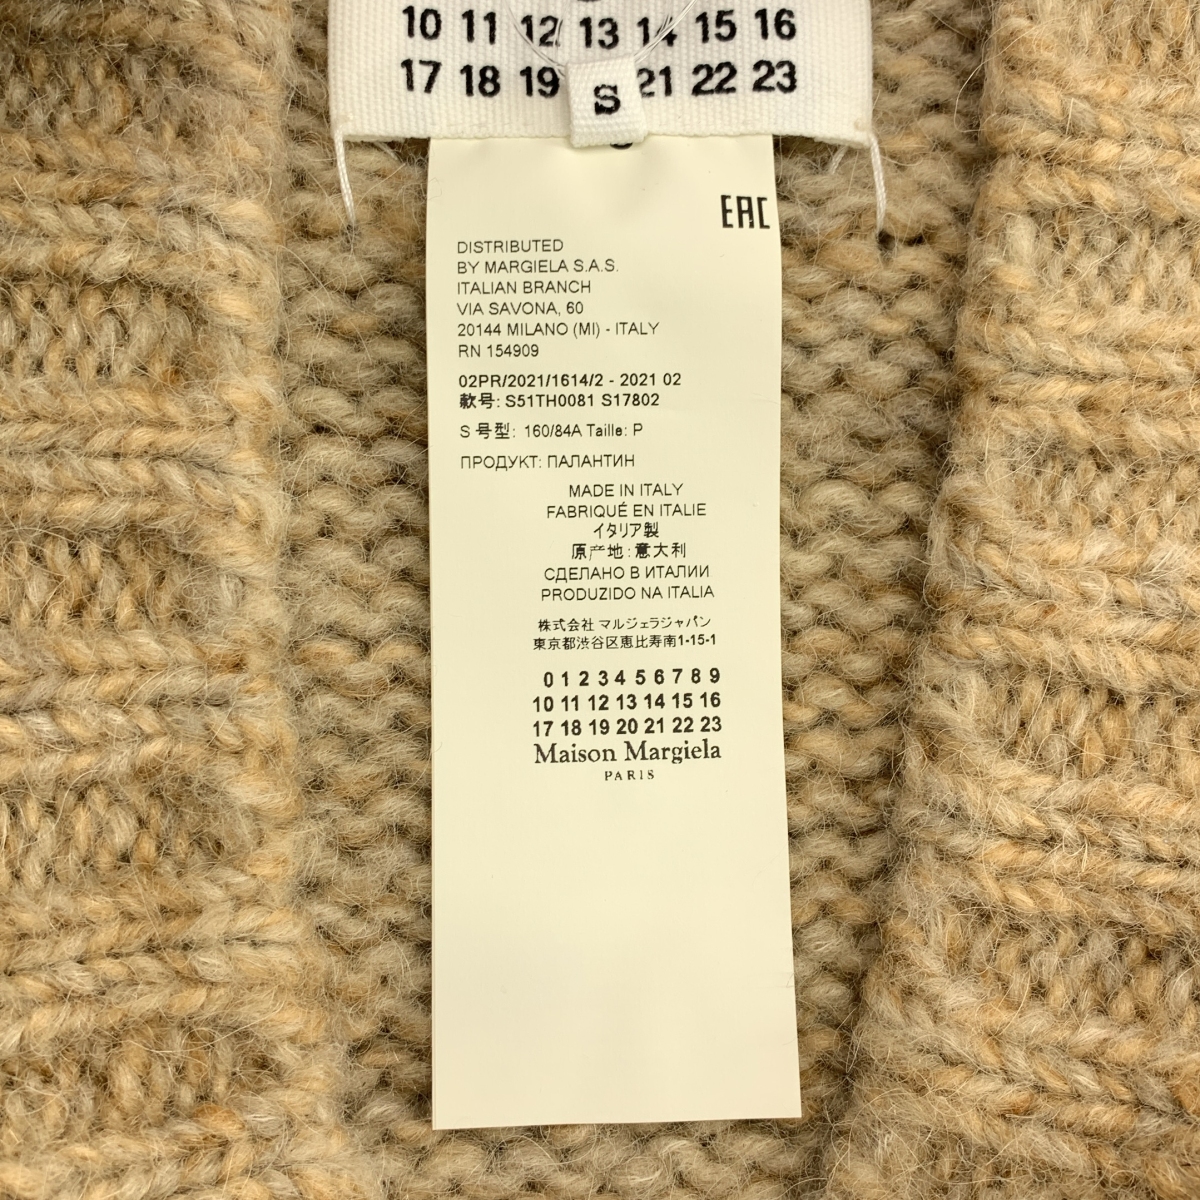 10 11 12 13 14 15 16
17 18 19 21 22 23
S
EAC
DISTRIBUTED
BY MARGIELA S.A.S.
ITALIAN BRANCH
VIA SAVONA, 60
20144 MILANO (MI) - ITALY
RN 154909
02PR/2021/1614/2 - 2021 02
款号: S51TH0081 S17802
S 号型: 160/84A Taille: P
ПРОДУКТ: ПАЛАНТИН
MADE IN ITALY
FABRIQUÉ EN ITALIE
イタリア製
原产地:意大利
СДЕЛАНО В ИТАЛИИ
PRODUZIDO NA ITALIA
株式会社 マルジェラジャパン
東京都渋谷区恵比寿南1-15-1
0 1 2 3 4 5 6 7 8 9
10 11 12 13 14 15 16
17 18 19 20 21 22 23
Maison Margiela
PARIS